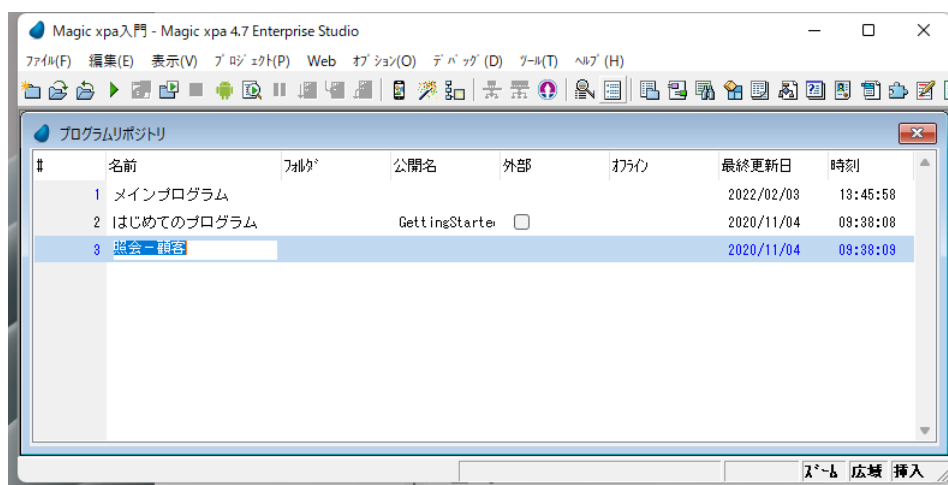 Magic xpa入門 - Magic xpa 4.7 Enterprise Studio
ﾌｧｲﾙ(F) 編集(E) 表示(V) ﾌﾟﾛｼﾞｪｸﾄ(P) Web ｵﾌﾟｼｮﾝ(O) ﾃﾞﾊﾞｯｸﾞ(D) ﾂｰﾙ(T) ﾍﾙﾌﾟ(H)
プログラムリポジトリ
# 名前 ﾌｫﾙﾀﾞ 公開名 外部 ｵﾌﾗｲﾝ 最終更新日 時刻
1 メインプログラム 2022/02/03 13:45:58
2 はじめてのプログラム GettingStarte 2020/11/04 09:38:08
3 照会－顧客 2020/11/04 09:38:09
ｽﾞｰﾑ 広域 挿入